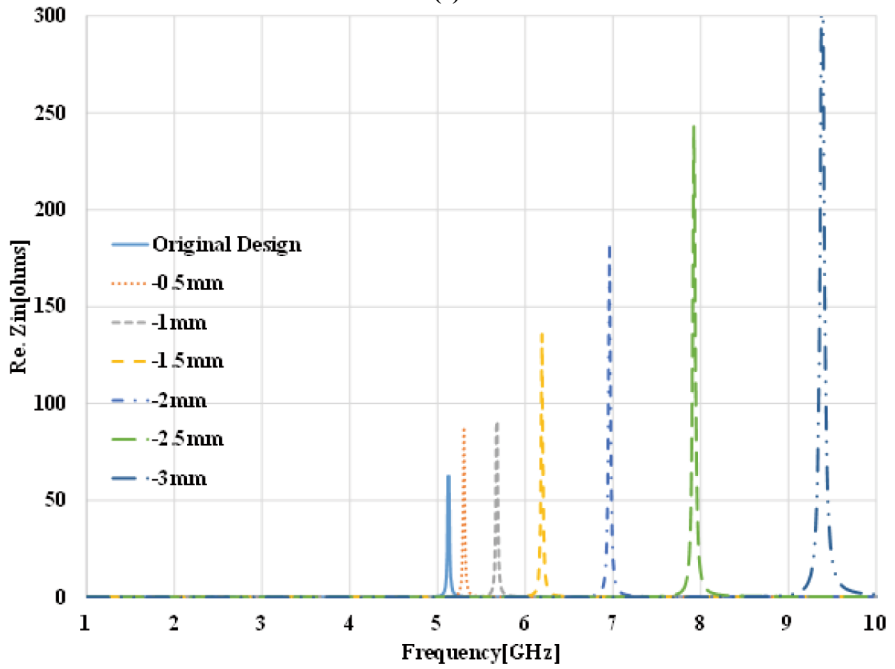 300
250
200
150
100
50
0
Re. Zin[ohms]
Original Design
-0.5mm
-1mm
-1.5mm
-2mm
-2.5mm
-3mm
1 2 3 4 5 6 7 8 9 10
Frequency[GHz]